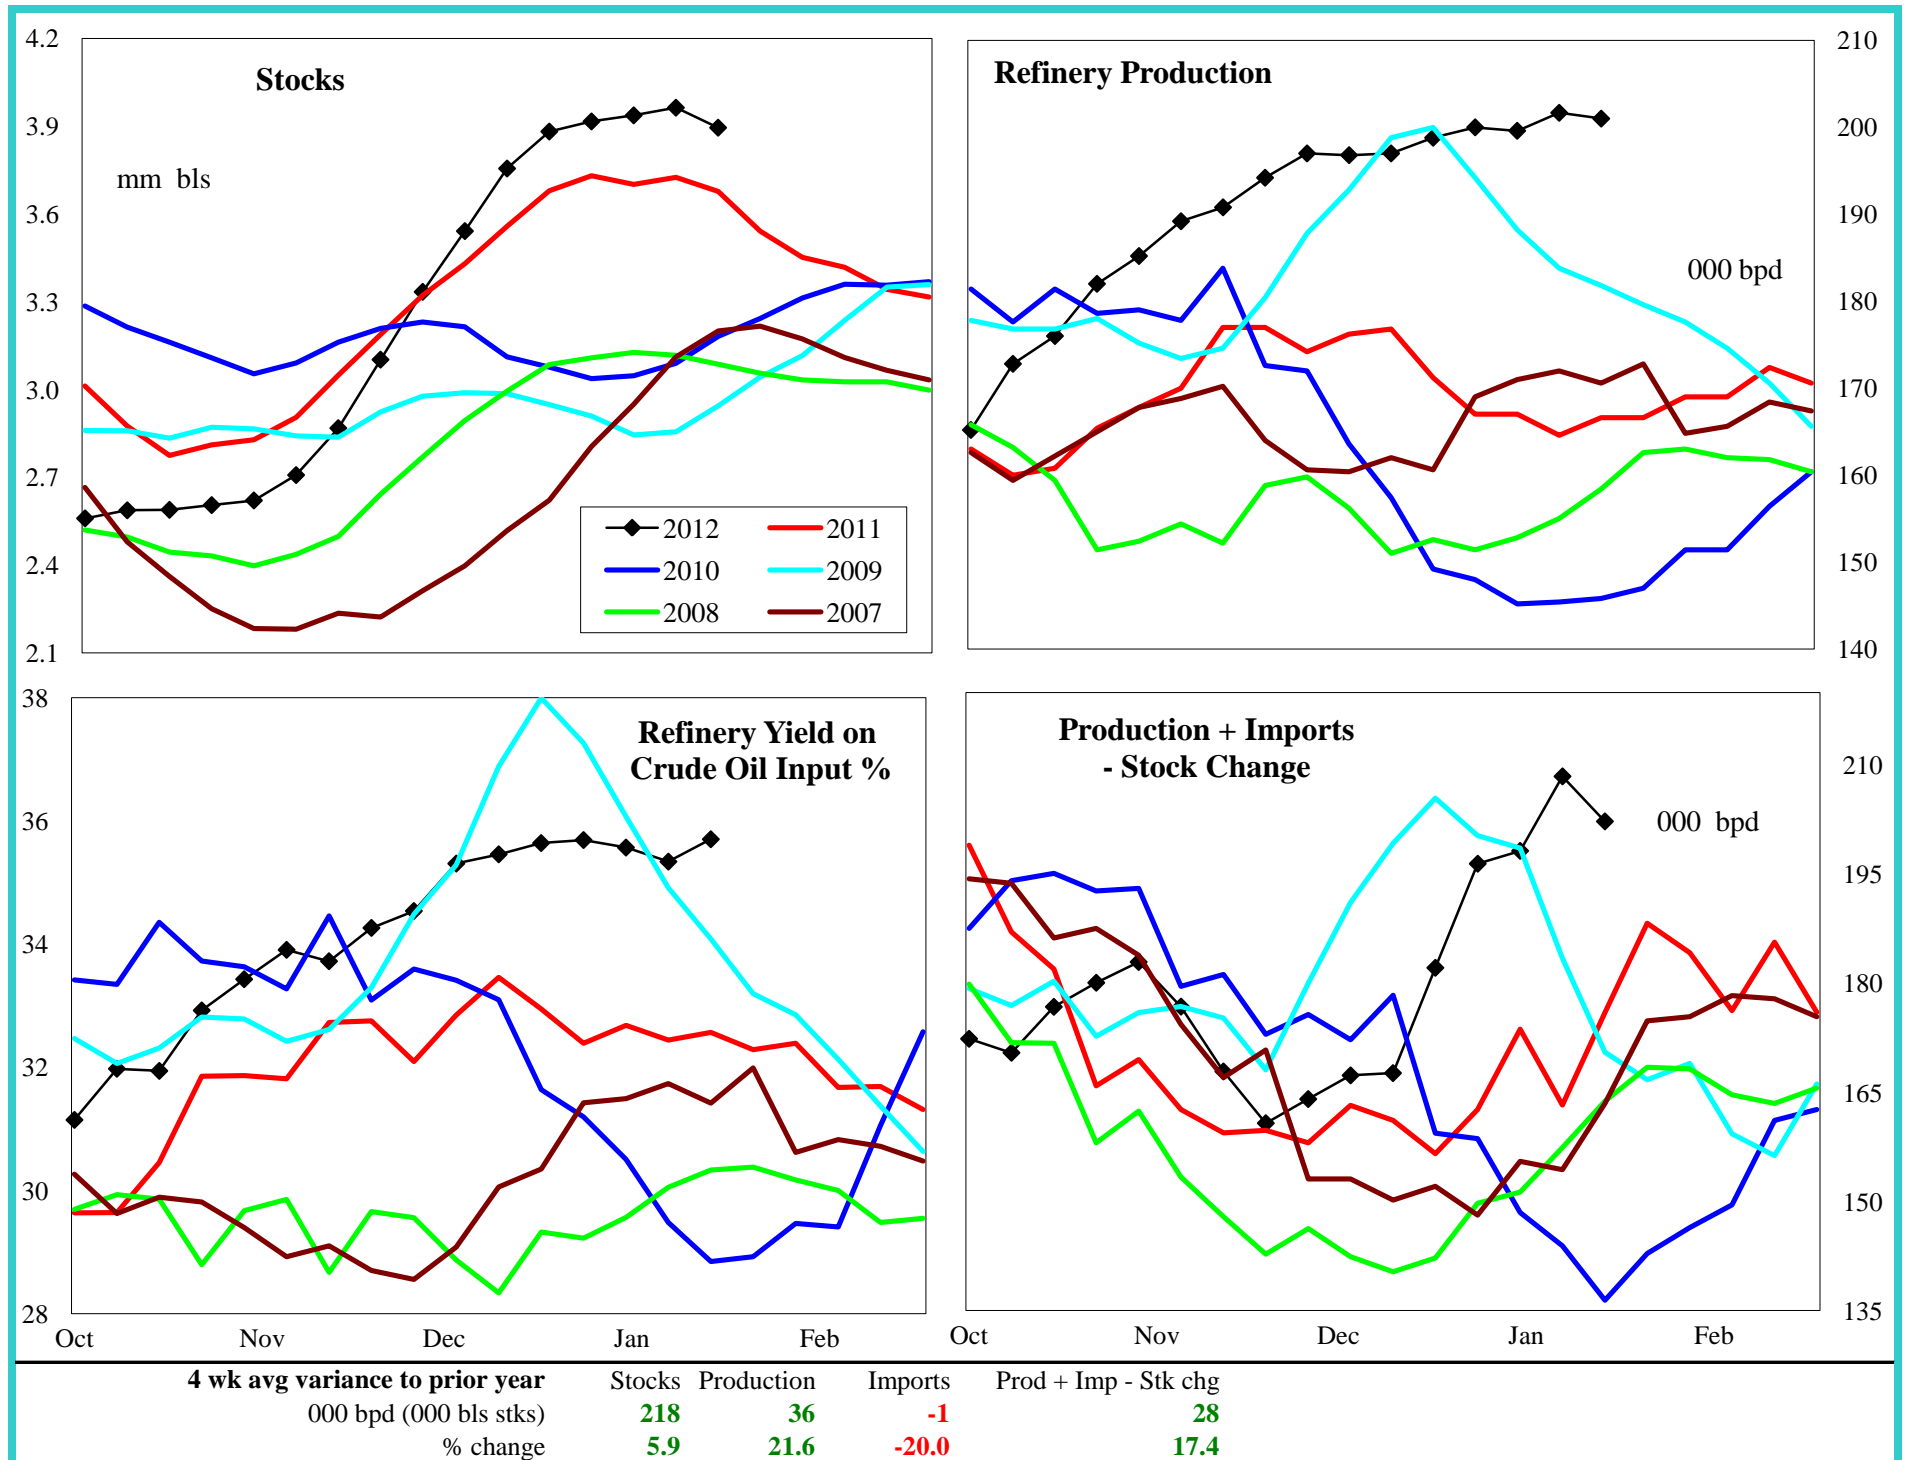 Stocks
mm bls
4.2
3.9
3.6
3.3
3.0
2.7
2.4
2.1
2012 2011
2010 2009
2008 2007
Refinery Production
000 bpd
210
200
190
180
170
160
150
140
Refinery Yield on
Crude Oil Input %
38
36
34
32
30
28
Oct Nov Dec Jan Feb
Production + Imports
- Stock Change
000 bpd
210
195
180
165
150
135
Oct Nov Dec Jan Feb
4 wk avg variance to prior year Stocks Production Imports Prod + Imp - Stk chg
000 bpd (000 bls stks) 218 36 -1 28
% change 5.9 21.6 -20.0 17.4